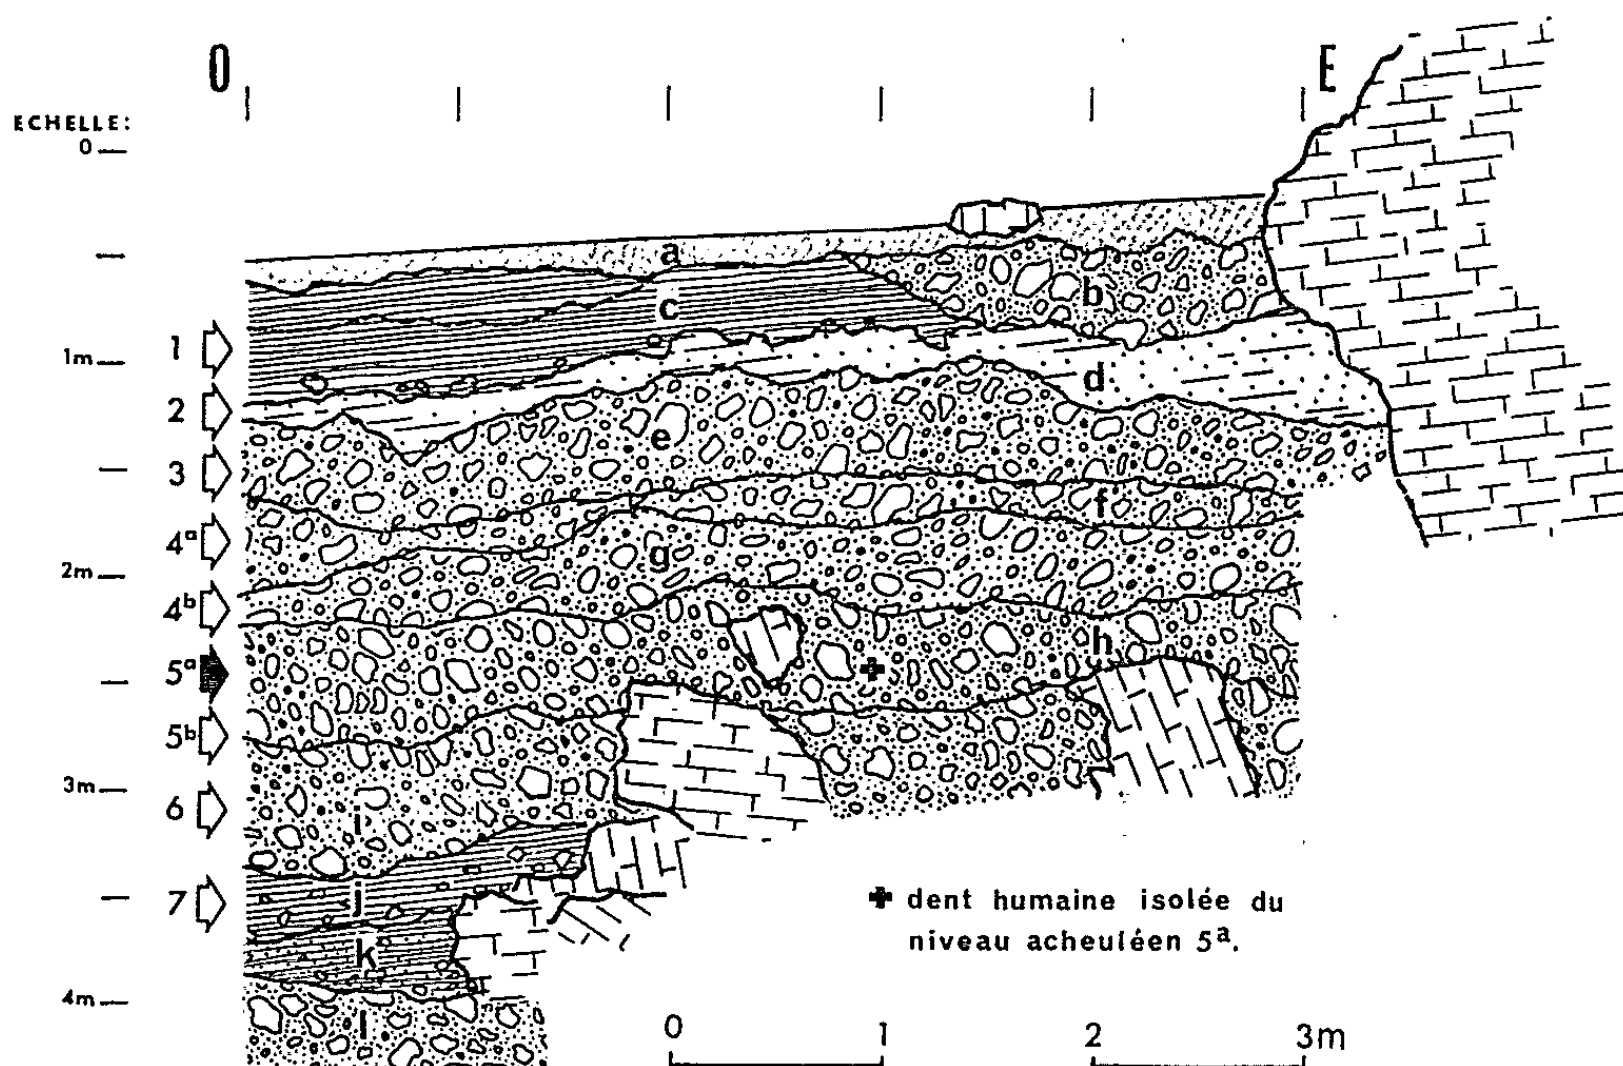 O E
ECHELLE:
0
a
b
c
1
1m
d
2
e
3
f
4a
g
2m
4b
h
5a
5b
3m
6
i
j
7
dent humaine isolée du
niveau acheuléen 5a.
k
4m
l
0 1 2 3m